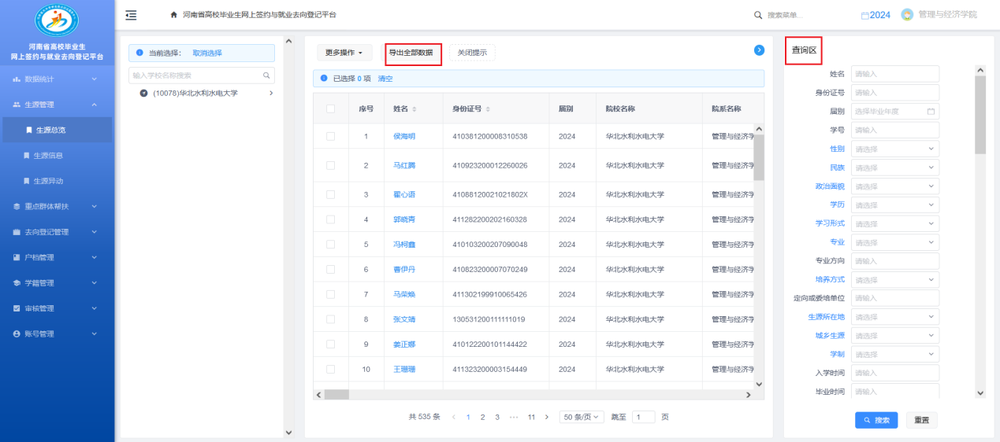 河南省高校毕业生
网上签约与就业去向登记平台
数据统计
生源管理
生源总览
生源信息
生源异动
重点群体帮扶
去向登记管理
户档管理
学籍管理
审核管理
账号管理
河南省高校毕业生网上签约与就业去向登记平台
搜索菜单...
2024
管理与经济学院
当前选择： 取消选择
输入学校名称搜索
(10078)华北水利水电大学
更多操作
导出全部数据
关闭提示
已选择 0 项 清空
序号 姓名 身份证号 届别 院校名称 院系名称
1 侯海明 410381200008310538 2024 华北水利水电大学 管理与经济学
2 马红腾 410923200012260026 2024 华北水利水电大学 管理与经济学
3 翟心语 41088120021021802X 2024 华北水利水电大学 管理与经济学
4 郭晓菁 411282200202160328 2024 华北水利水电大学 管理与经济学
5 冯柯鑫 410103200207090048 2024 华北水利水电大学 管理与经济学
6 曹伊丹 410823200007070249 2024 华北水利水电大学 管理与经济学
7 马荣焕 411302199910065426 2024 华北水利水电大学 管理与经济学
8 张文靖 130531200111111019 2024 华北水利水电大学 管理与经济学
9 姜正娜 410122200101144422 2024 华北水利水电大学 管理与经济学
10 王珊珊 411323200003154449 2024 华北水利水电大学 管理与经济学
共 535 条 1 2 3 ··· 11 50 条/页 跳至 1 页
查询区
姓名 请输入
身份证号 请输入
届别 选择毕业年度
学号 请输入
性别 请选择
民族 请选择
政治面貌 请选择
学历 请选择
学习形式 请选择
专业 请选择
专业方向 请输入
培养方式 请选择
定向或委培单位 请输入
生源所在地 请选择
城乡生源 请选择
学制 请选择
入学时间 请输入
毕业时间 请输入
搜索 重置